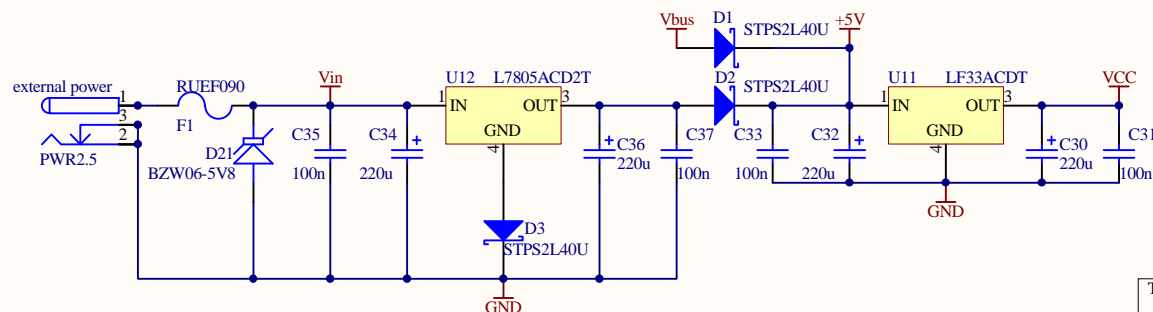 Vbus
D1
STPS2L40U
+5V
external power
1
3
2
PWR2.5
RUEF090
F1
Vin
D21
BZW06-5V8
C35
100n
C34
220u
U12
L7805ACD2T
1
IN
OUT
3
GND
4
D3
STPS2L40U
GND
C36
220u
C37
100n
D2
STPS2L40U
C33
100n
C32
220u
U11
LF33ACDT
1
IN
OUT
3
GND
4
GND
C30
220u
VCC
C31
100n
T